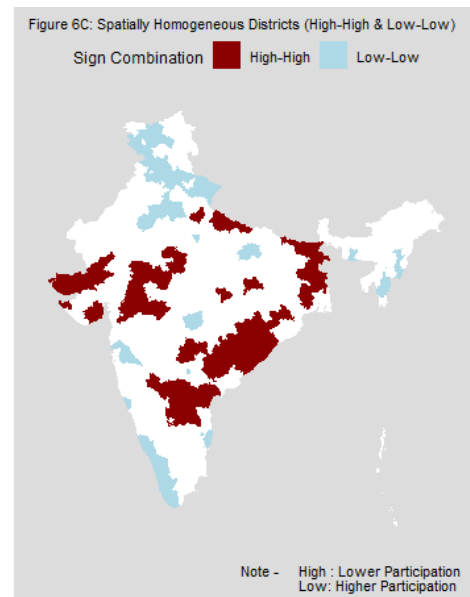 Figure 6C: Spatially Homogeneous Districts (High-High & Low-Low)
Sign Combination High-High Low-Low
Note - High : Lower Participation
Low: Higher Participation